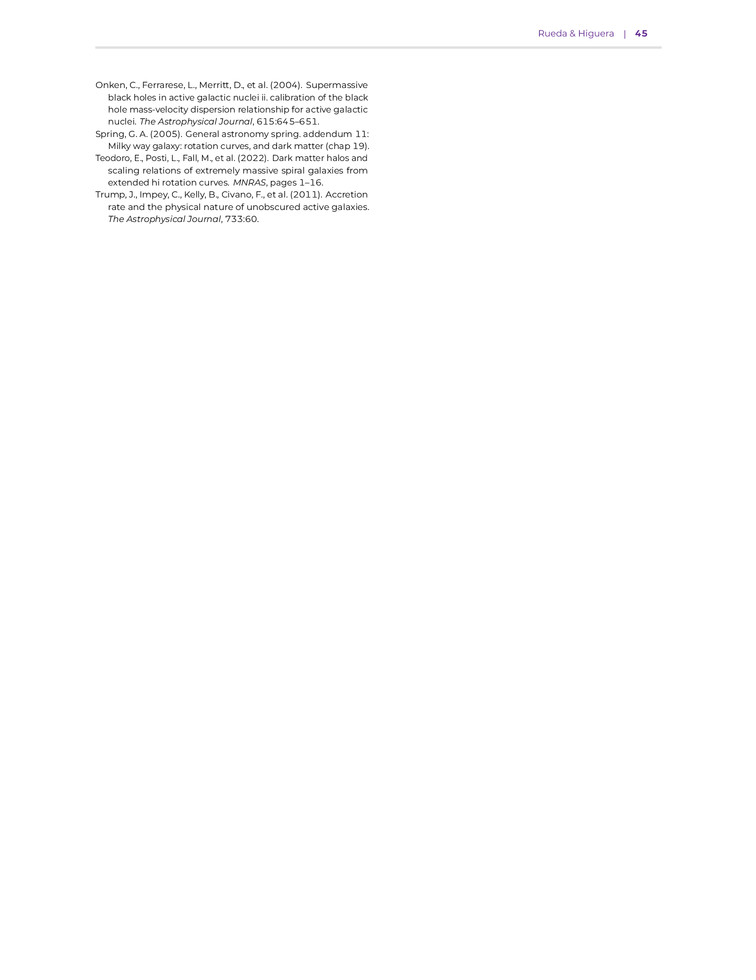 Rueda & Higuera | 45
Onken, C., Ferrarese, L., Merritt, D., et al. (2004). Supermassive
black holes in active galactic nuclei ii. calibration of the black
hole mass-velocity dispersion relationship for active galactic
nuclei. The Astrophysical Journal, 615:645–651.
Spring, G. A. (2005). General astronomy spring. addendum 11:
Milky way galaxy: rotation curves, and dark matter (chap 19).
Teodoro, E., Posti, L., Fall, M., et al. (2022). Dark matter halos and
scaling relations of extremely massive spiral galaxies from
extended hi rotation curves. MNRAS, pages 1–16.
Trump, J., Impey, C., Kelly, B., Civano, F., et al. (2011). Accretion
rate and the physical nature of unobscured active galaxies.
The Astrophysical Journal, 733:60.